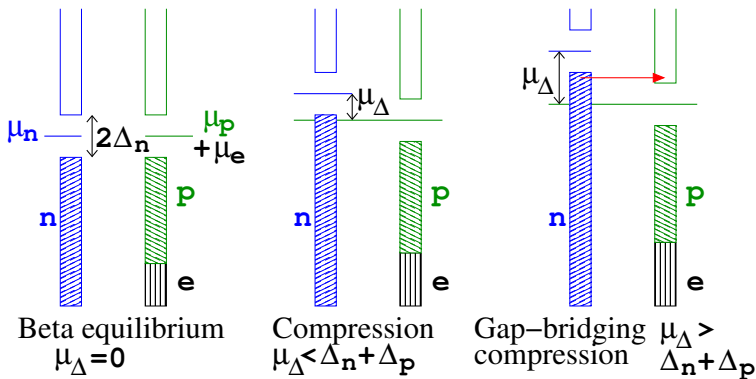 μn
2Δn
μp
+μe
n
p
e
Beta equilibrium
μΔ=0
μΔ
n
p
e
Compression
μΔ<Δn+Δp
μΔ
n
p
e
Gap−bridging
compression
μΔ >
Δn+Δp